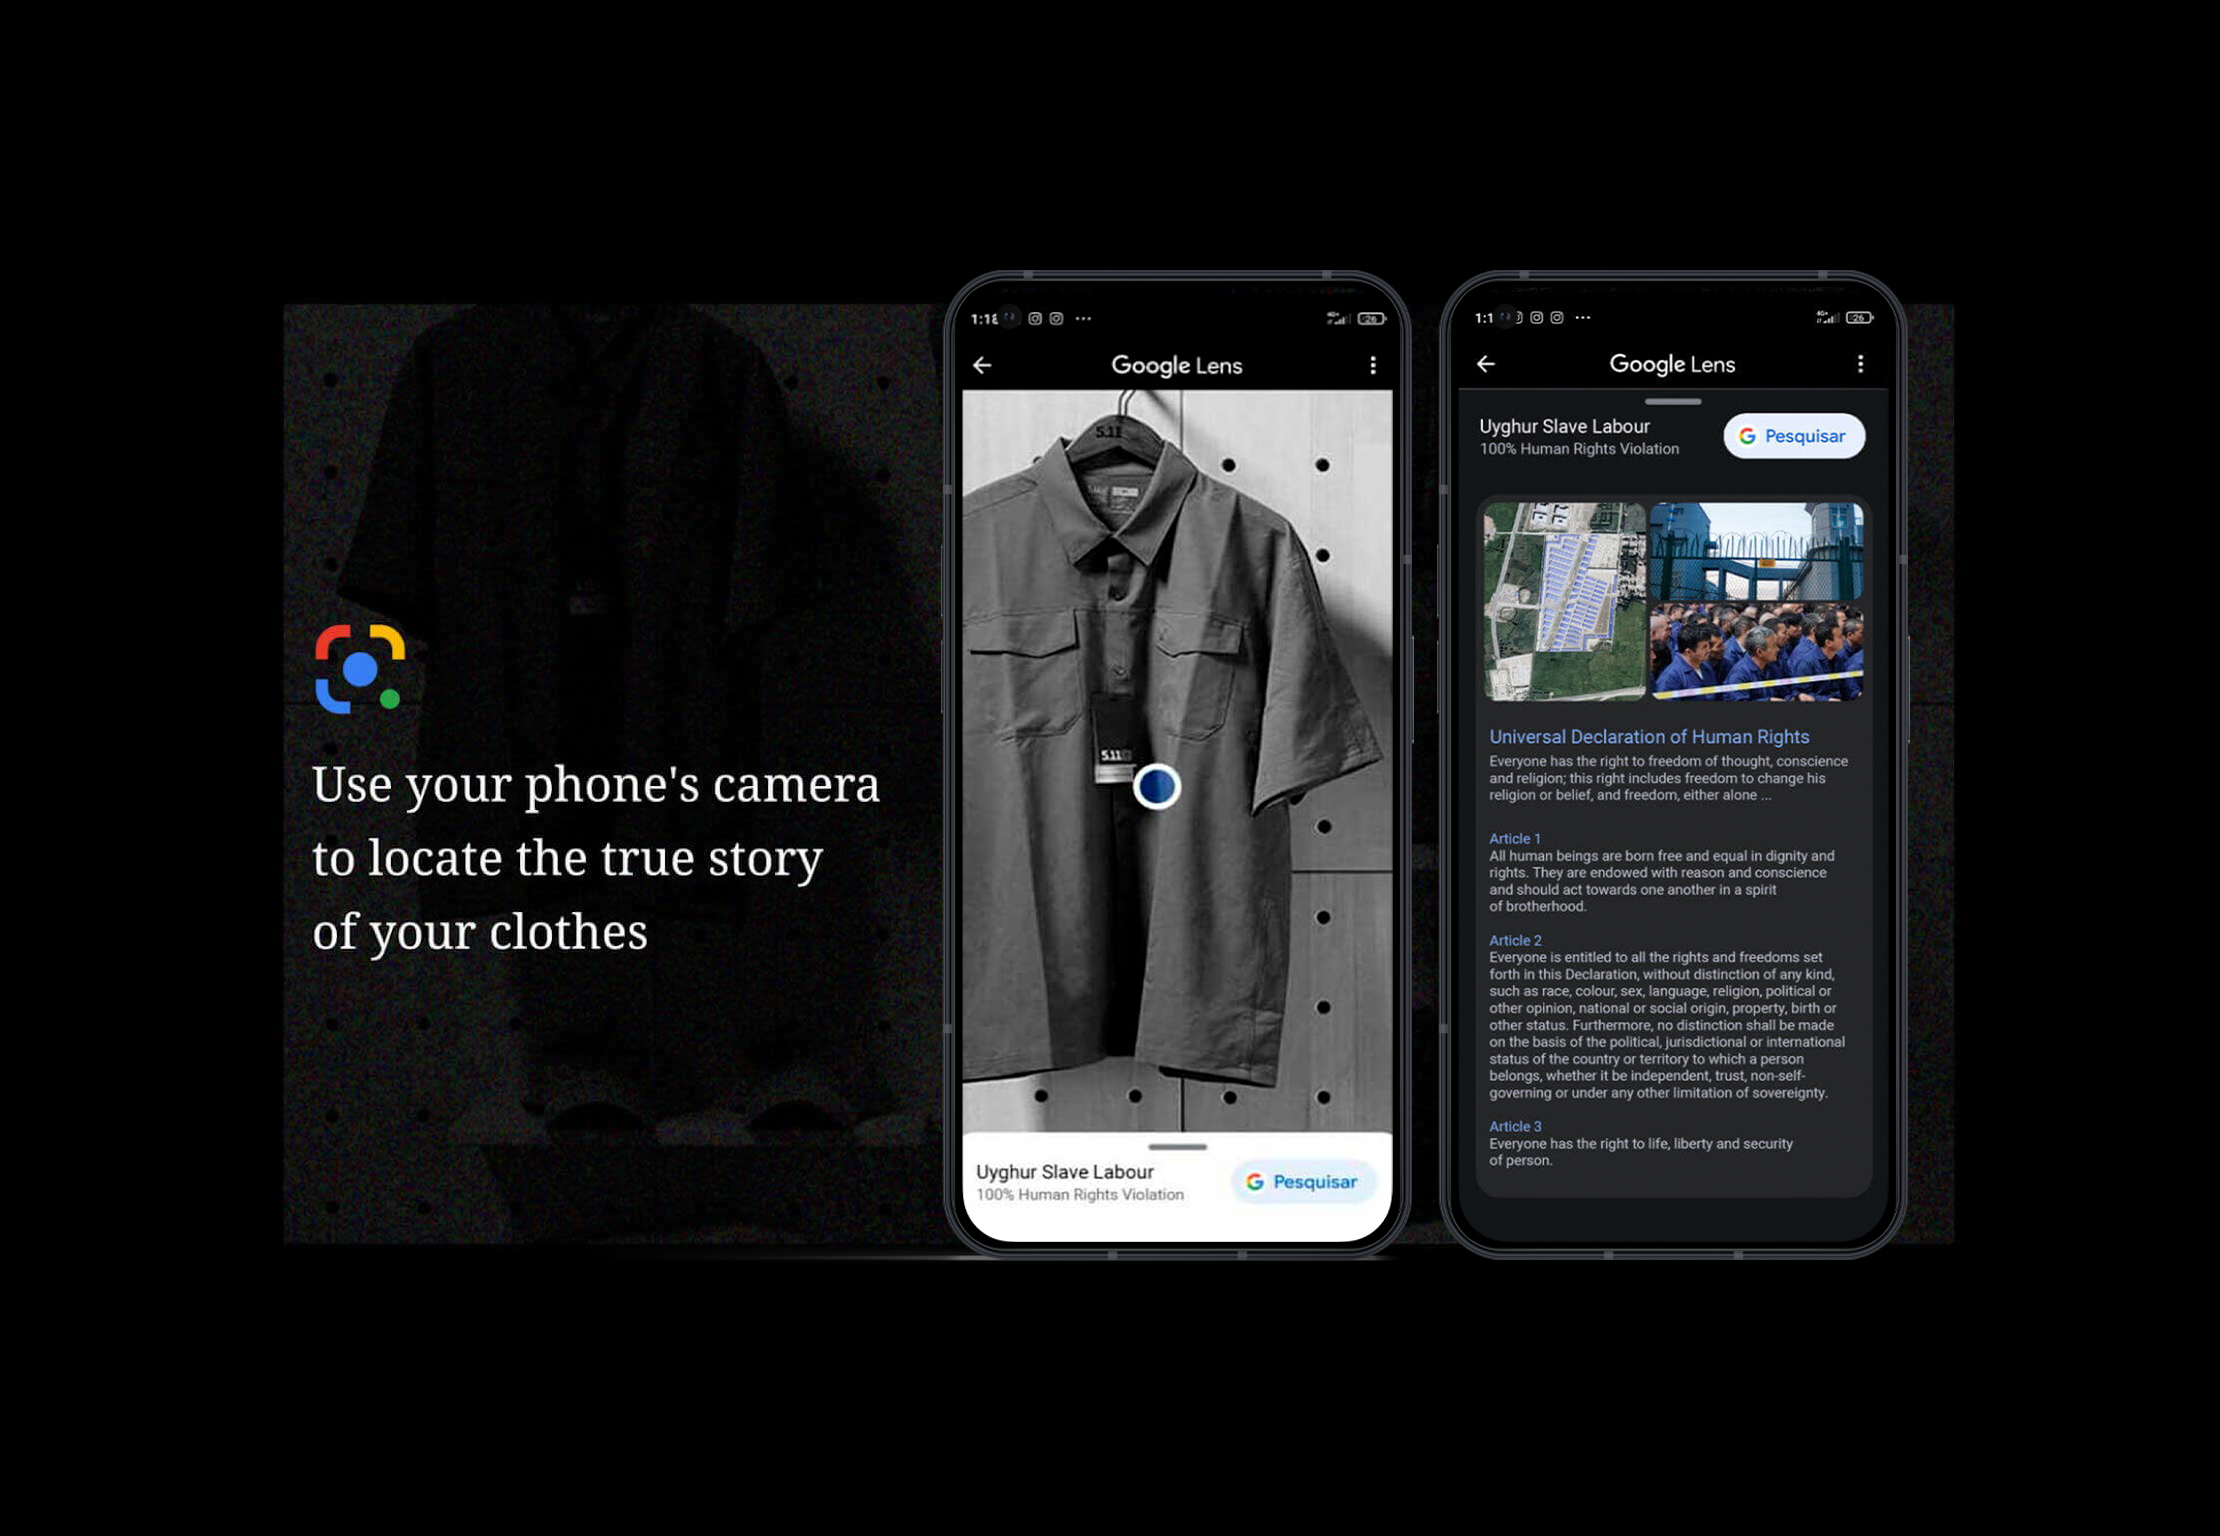 Use your phone's camera
to locate the true story
of your clothes
Google Lens
5.11
5.11
Uyghur Slave Labour
100% Human Rights Violation
Pesquisar
Google Lens
Uyghur Slave Labour
100% Human Rights Violation
Pesquisar
Universal Declaration of Human Rights
Everyone has the right to freedom of thought, conscience
and religion; this right includes freedom to change his
religion or belief, and freedom, either alone ...
Article 1
All human beings are born free and equal in dignity and
rights. They are endowed with reason and conscience
and should act towards one another in a spirit
of brotherhood.
Article 2
Everyone is entitled to all the rights and freedoms set
forth in this Declaration, without distinction of any kind,
such as race, colour, sex, language, religion, political or
other opinion, national or social origin, property, birth or
other status. Furthermore, no distinction shall be made
on the basis of the political, jurisdictional or international
status of the country or territory to which a person
belongs, whether it be independent, trust, non-self-
governing or under any other limitation of sovereignty.
Article 3
Everyone has the right to life, liberty and security
of person.